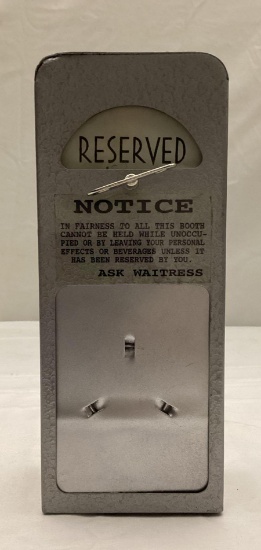 RESERVED
NOTICE
IN FAIRNESS TO ALL THIS BOOTH
CANNOT BE HELD WHILE UNOCCU-
PIED OR BY LEAVING YOUR PERSONAL
EFFECTS OR BEVERAGES UNLESS IT
HAS BEEN RESERVED BY YOU.
ASK WAITRESS